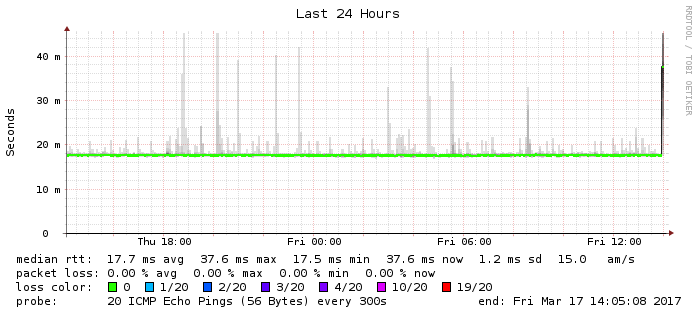 Last 24 Hours
RRDTOOL / TOBI OETIKER
Seconds
40 m
30 m
20 m
10 m
0
Thu 18:00 Fri 00:00 Fri 06:00 Fri 12:00
median rtt: 17.7 ms avg 37.6 ms max 17.5 ms min 37.6 ms now 1.2 ms sd 15.0 am/s
packet loss: 0.00 % avg 0.00 % max 0.00 % min 0.00 % now
loss color: 0 1/20 2/20 3/20 4/20 10/20 19/20
probe: 20 ICMP Echo Pings (56 Bytes) every 300s end: Fri Mar 17 14:05:08 2017